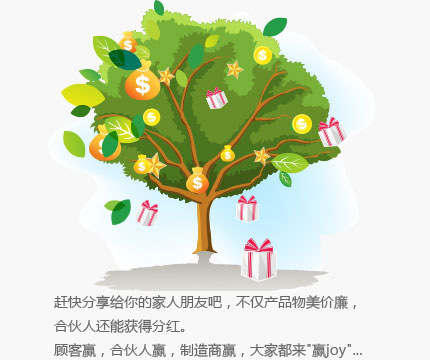 赶快分享给你的家人朋友吧，不仅产品物美价廉，
合伙人还能获得分红。
顾客赢，合伙人赢，制造商赢，大家都来"赢joy"...